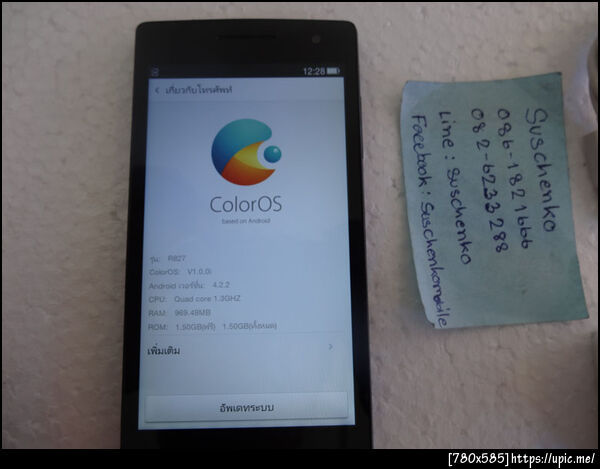 12:28
เกี่ยวกับโทรศัพท์
ColorOS
based on Android
รุ่น: R827
ColorOS: V1.0.0i
Android เวอร์ชั่น: 4.2.2
CPU: Quad core 1.3GHZ
RAM: 969.48MB
ROM: 1.50GB(ฟรี) 1.50GB(ทั้งหมด)
เพิ่มเติม
อัพเดทระบบ
Suschenko
086-1821666
082-6233288
Line : Suschenko
Facebook : Suschenkomobile
[780x585]https://upic.me/